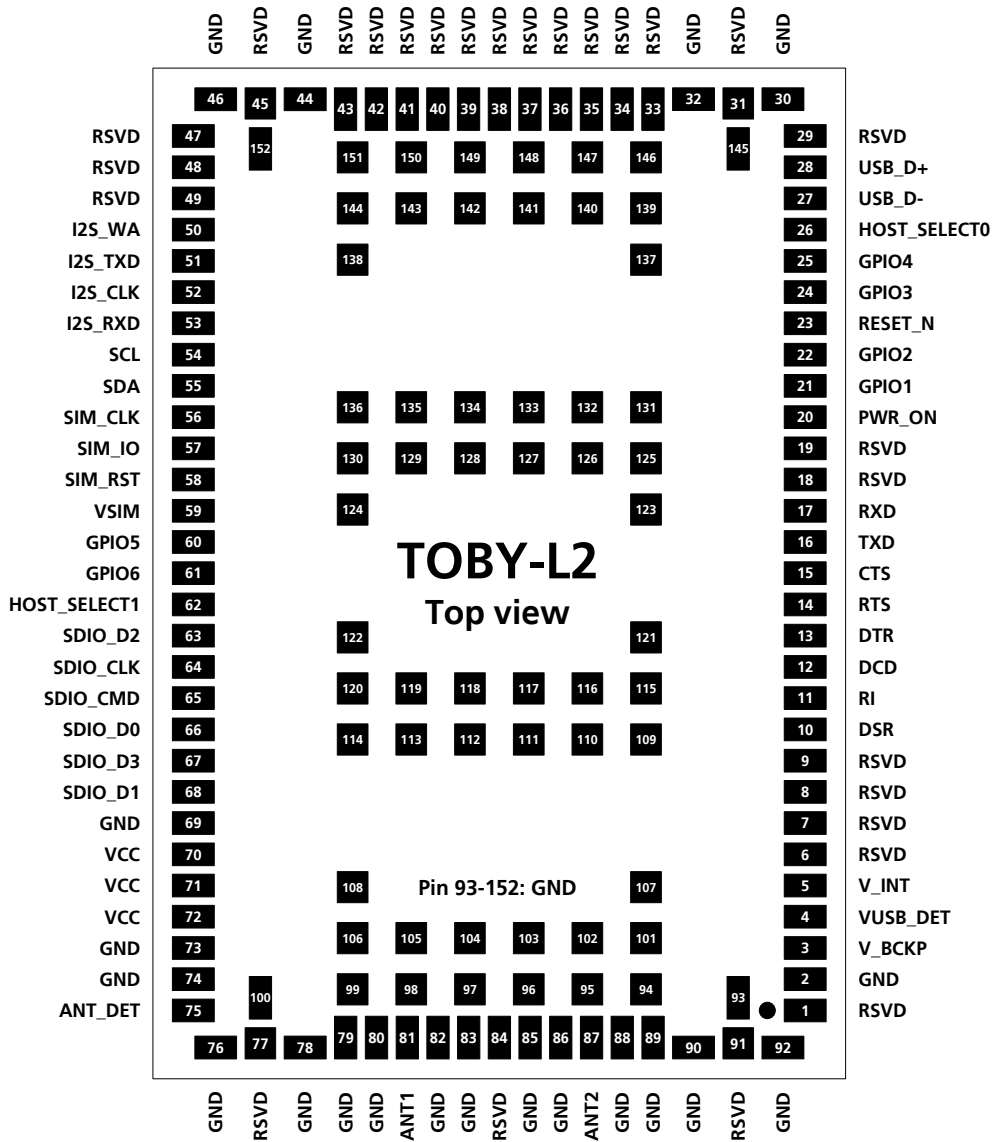 GND RSVD GND RSVD RSVD RSVD RSVD RSVD RSVD RSVD RSVD RSVD RSVD RSVD GND RSVD GND
46 45 44 43 42 41 40 39 38 37 36 35 34 33 32 31 30
RSVD 47 152 145 29 RSVD
151 150 149 148 147 146
RSVD 48 28 USB_D+
RSVD 49 27 USB_D-
144 143 142 141 140 139
I2S_WA 50 26 HOST_SELECT0
I2S_TXD 51 138 137 25 GPIO4
I2S_CLK 52 24 GPIO3
I2S_RXD 53 23 RESET_N
SCL 54 22 GPIO2
SDA 55 21 GPIO1
136 135 134 133 132 131
SIM_CLK 56 20 PWR_ON
SIM_IO 57 19 RSVD
130 129 128 127 126 125
SIM_RST 58 18 RSVD
VSIM 59 124 123 17 RXD
GPIO5 60 16 TXD
TOBY-L2
GPIO6 61 15 CTS
HOST_SELECT1 62 14 RTS
Top view
SDIO_D2 63 122 121 13 DTR
SDIO_CLK 64 12 DCD
120 119 118 117 116 115
SDIO_CMD 65 11 RI
SDIO_D0 66 10 DSR
114 113 112 111 110 109
SDIO_D3 67 9 RSVD
SDIO_D1 68 8 RSVD
GND 69 7 RSVD
VCC 70 6 RSVD
VCC 71 108 Pin 93-152: GND 107 5 V_INT
VCC 72 4 VUSB_DET
106 105 104 103 102 101
GND 73 3 V_BCKP
GND 74 2 GND
99 98 97 96 95 94
100 93
ANT_DET 75 1 RSVD
76 77 78 79 80 81 82 83 84 85 86 87 88 89 90 91 92
GND RSVD GND GND GND ANT1 GND GND RSVD GND GND ANT2 GND GND GND RSVD GND